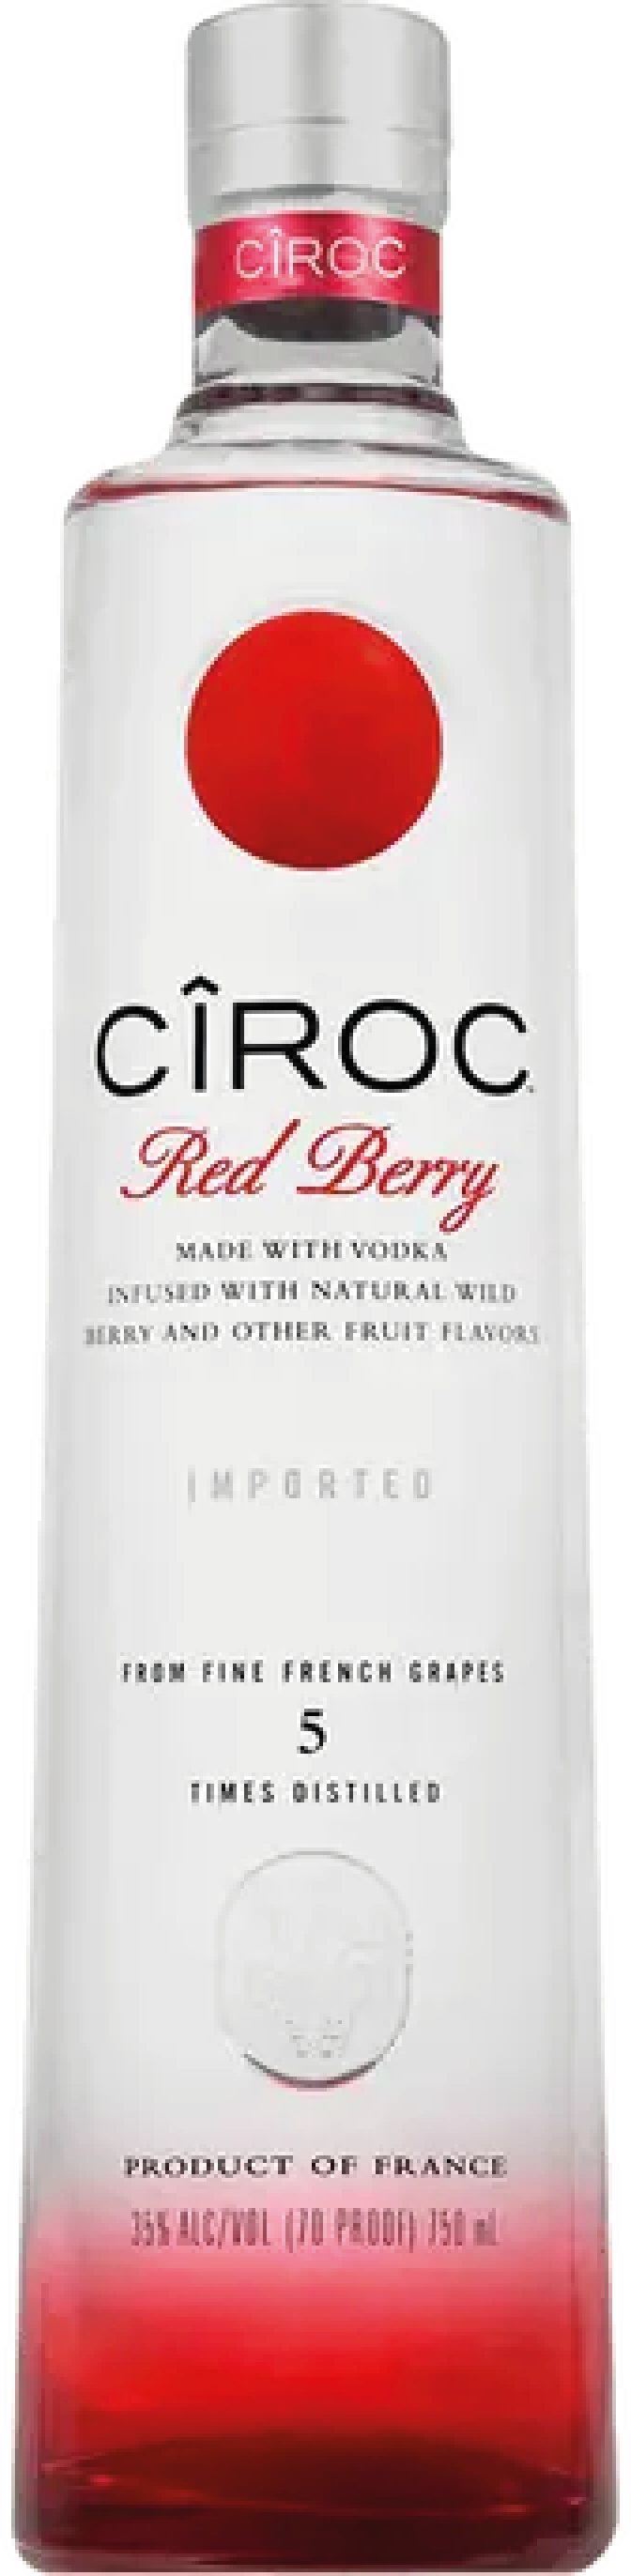 CÎROC
CÎROC
Red Berry
MADE WITH VODKA
INFUSED WITH NATURAL WILD
BERRY AND OTHER FRUIT FLAVORS
IMPORTED
FROM FINE FRENCH GRAPES
5
TIMES DISTILLED
PRODUCT OF FRANCE
35% ALC/VOL (70 PROOF) 750 mL